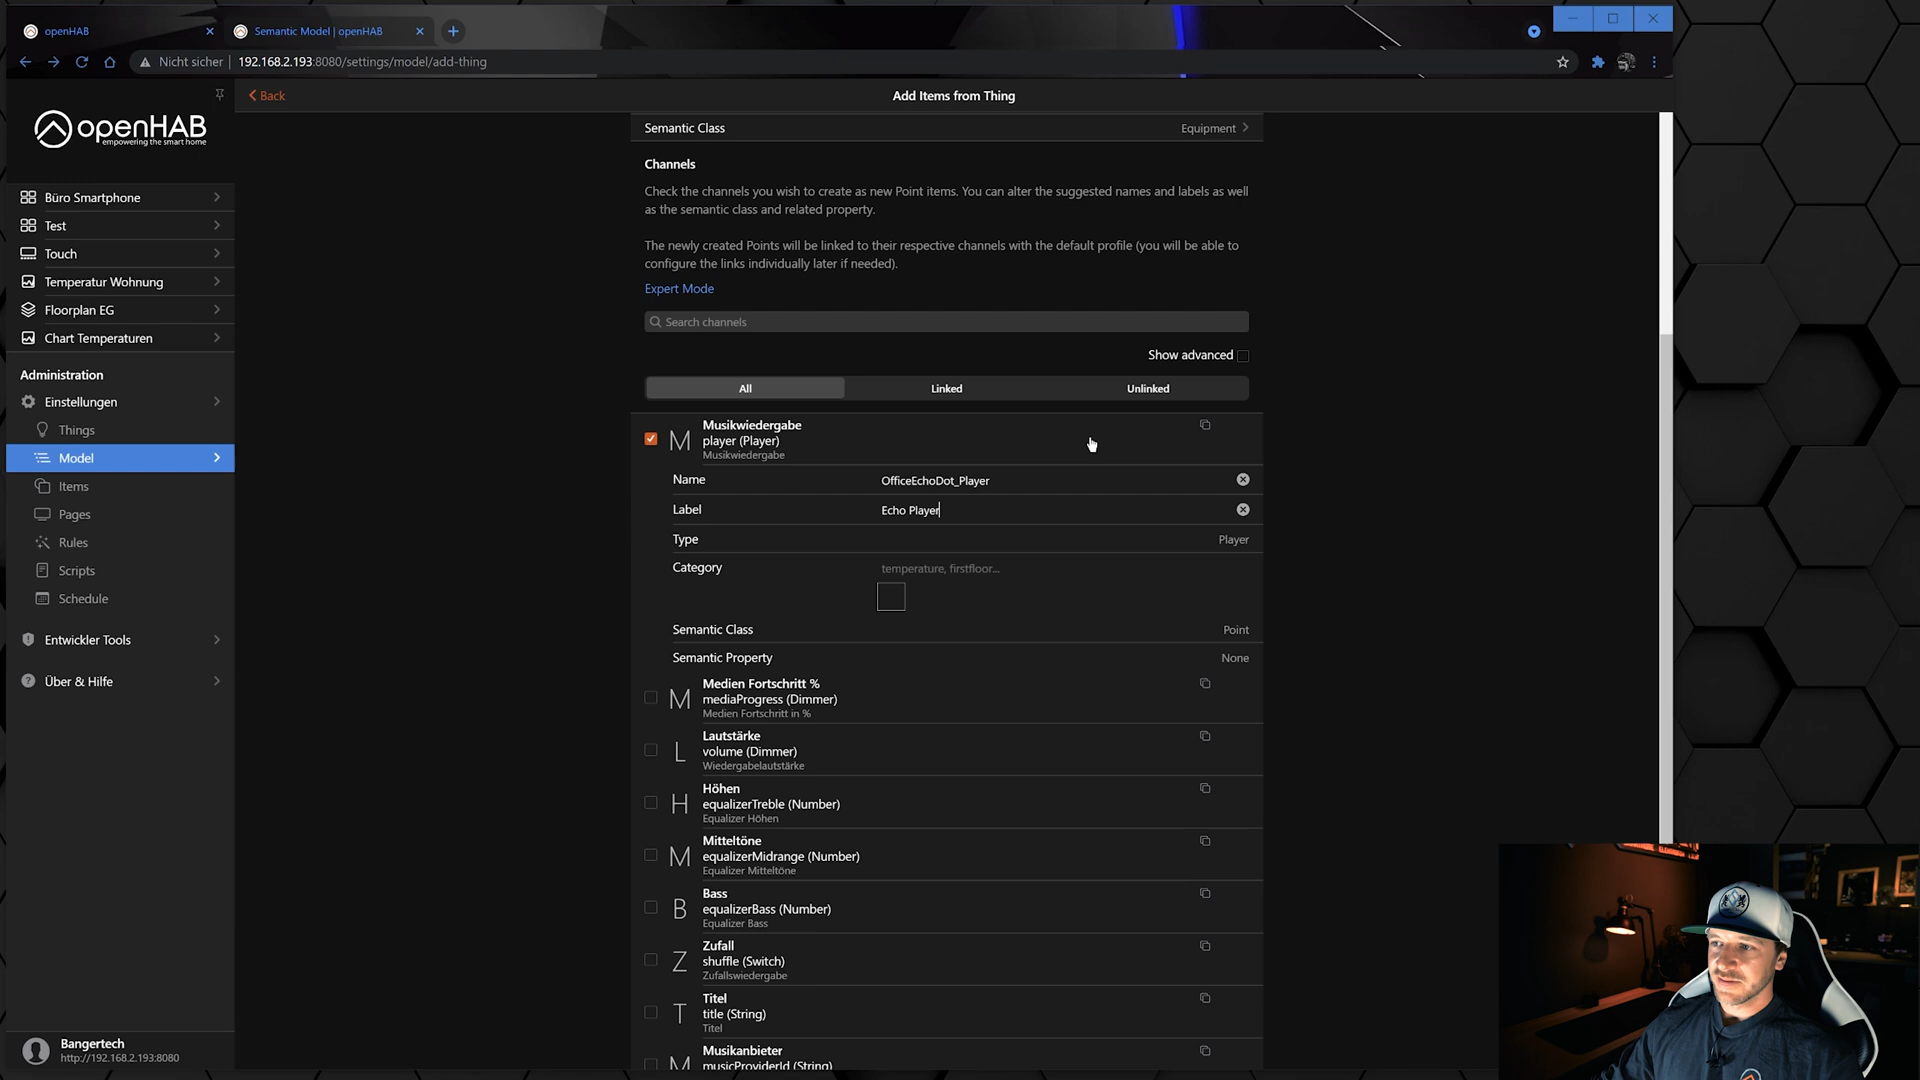 openHAB
Semantic Model | openHAB
Nicht sicher
192.168.2.193:8080/settings/model/add-thing
Back
Add Items from Thing
openHAB
empowering the smart home
Büro Smartphone
Test
Touch
Temperatur Wohnung
Floorplan EG
Chart Temperaturen
Administration
Einstellungen
Things
Model
Items
Pages
Rules
Scripts
Schedule
Entwickler Tools
Über & Hilfe
Bangertech
http://192.168.2.193:8080
Semantic Class
Equipment
Channels
Check the channels you wish to create as new Point items. You can alter the suggested names and labels as well
as the semantic class and related property.
The newly created Points will be linked to their respective channels with the default profile (you will be able to
configure the links individually later if needed).
Expert Mode
Search channels
Show advanced
All
Linked
Unlinked
M
Musikwiedergabe
player (Player)
Musikwiedergabe
Name
OfficeEchoDot_Player
Label
Echo Player
Type
Player
Category
temperature, firstfloor...
Semantic Class
Point
Semantic Property
None
M
Medien Fortschritt %
mediaProgress (Dimmer)
Medien Fortschritt in %
L
Lautstärke
volume (Dimmer)
Wiedergabelautstärke
H
Höhen
equalizerTreble (Number)
Equalizer Höhen
M
Mitteltöne
equalizerMidrange (Number)
Equalizer Mitteltöne
B
Bass
equalizerBass (Number)
Equalizer Bass
Z
Zufall
shuffle (Switch)
Zufallswiedergabe
T
Titel
title (String)
Titel
M
Musikanbieter
musicProviderId (String)